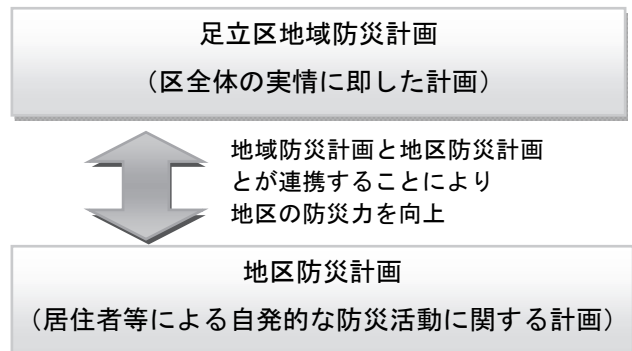 足立区地域防災計画
（区全体の実情に即した計画）
地域防災計画と地区防災計画
とが連携することにより
地区の防災力を向上
地区防災計画
（居住者等による自発的な防災活動に関する計画）